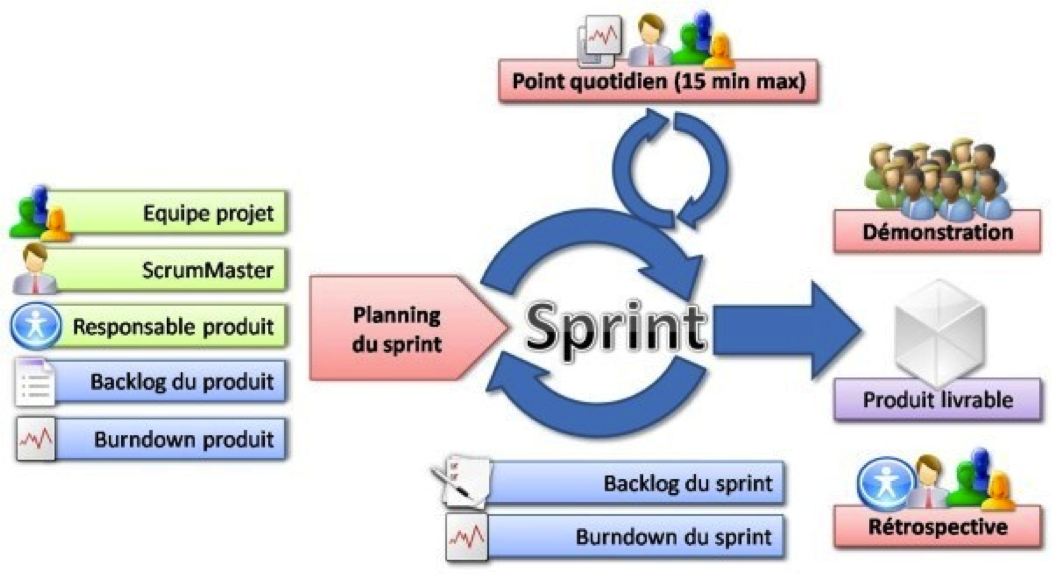 Point quotidien (15 min max)
Equipe projet
ScrumMaster
Responsable produit
Backlog du produit
Burndown produit
Planning
du sprint
Sprint
Démonstration
Produit livrable
Rétrospective
Backlog du sprint
Burndown du sprint